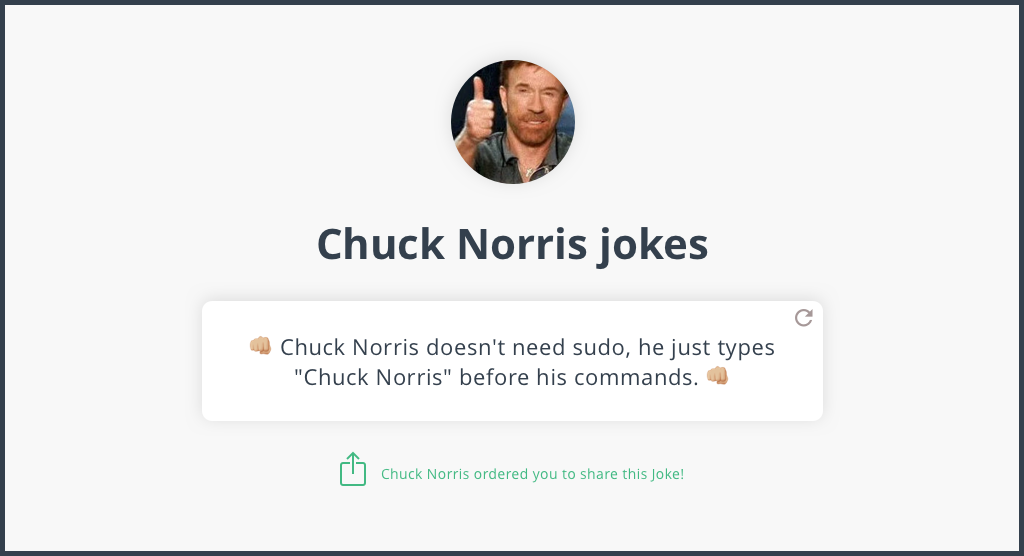 Chuck Norris jokes
👊🏼 Chuck Norris doesn't need sudo, he just types
"Chuck Norris" before his commands. 👊🏼
Chuck Norris ordered you to share this Joke!